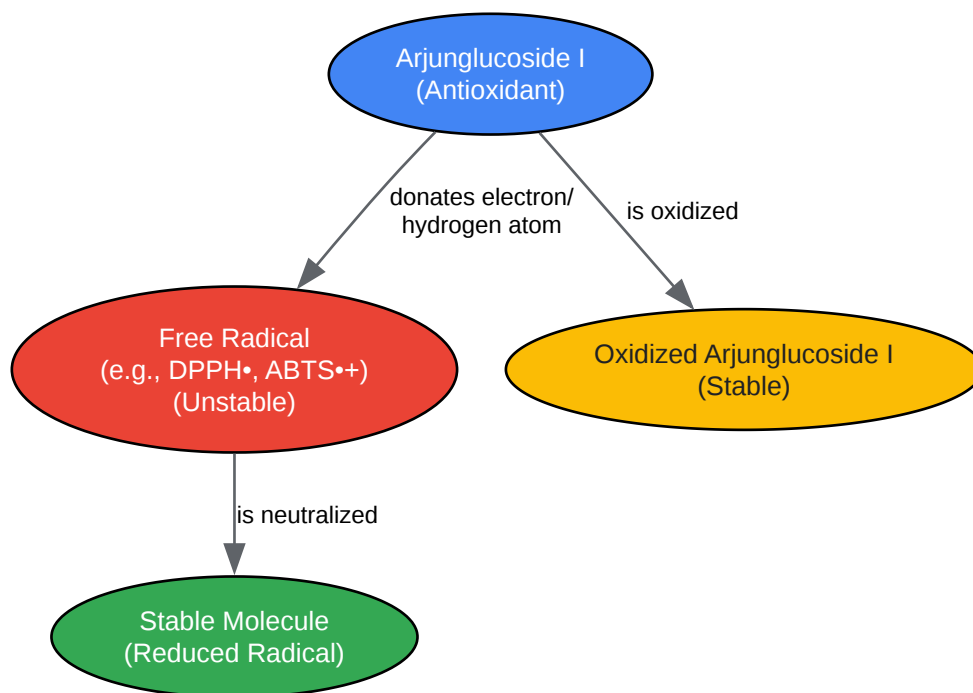 Arjunglucoside I
(Antioxidant)
donates electron/
hydrogen atom
is oxidized
Free Radical
(e.g., DPPH•, ABTS•+)
(Unstable)
Oxidized Arjunglucoside I
(Stable)
is neutralized
Stable Molecule
(Reduced Radical)